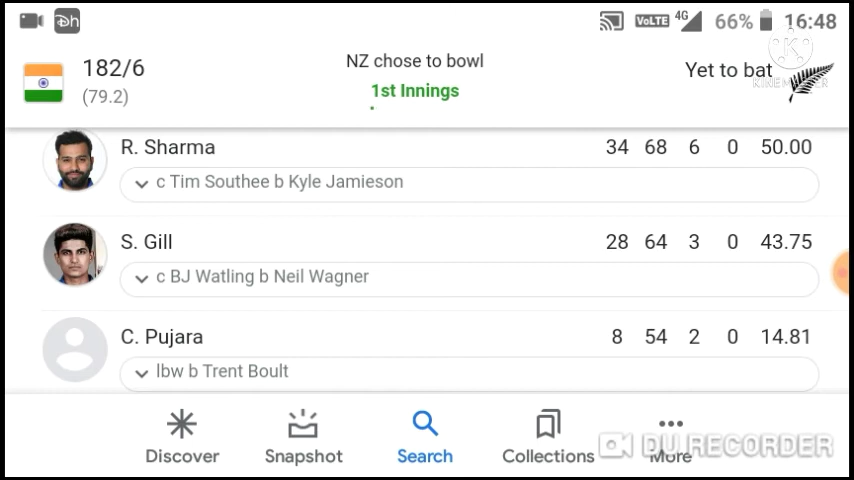 Dh
VoLTE 4G 66% 16:48
182/6
(79.2)
NZ chose to bowl
1st Innings
Yet to bat
KINEMASTER
R. Sharma 34 68 6 0 50.00
c Tim Southee b Kyle Jamieson
S. Gill 28 64 3 0 43.75
c BJ Watling b Neil Wagner
C. Pujara 8 54 2 0 14.81
lbw b Trent Boult
Discover Snapshot Search Collections More
DU RECORDER